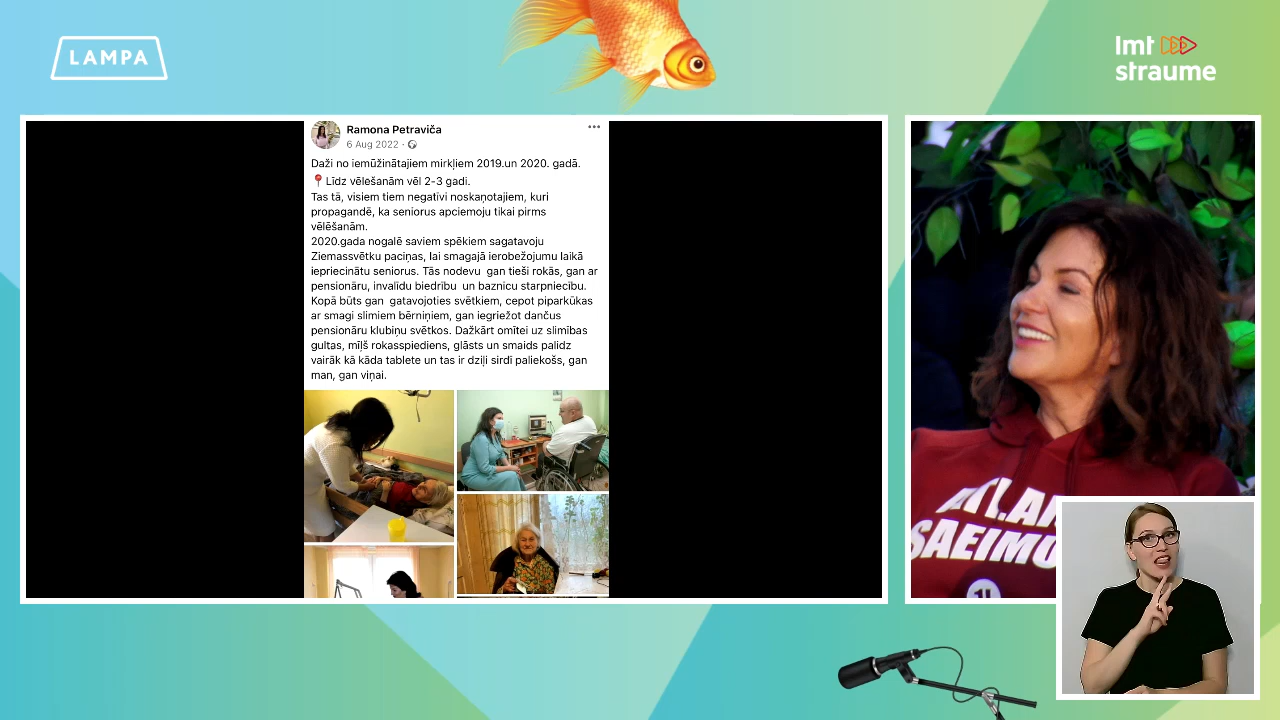 LAMPA
lmt
straume
Ramona Petraviča
6 Aug 2022 ·
Daži no iemūžinātajiem mirkļiem 2019.un 2020. gadā.
📍Līdz vēlēšanām vēl 2-3 gadi.
Tas tā, visiem tiem negatīvi noskaņotajiem, kuri
propagandē, ka seniorus apciemoju tikai pirms
vēlēšanām.
2020.gada nogalē saviem spēkiem sagatavoju
Ziemassvētku paciņas, lai smagajā ierobežojumu laikā
iepriecinātu seniorus. Tās nodevu gan tieši rokās, gan ar
pensionāru, invalīdu biedrību un baznicu starpniecību.
Kopā būts gan gatavojoties svētkiem, cepot piparkūkas
ar smagi slimiem bērniņiem, gan iegriežot dančus
pensionāru klubiņu svētkos. Dažkārt omītei uz slimības
gultas, mīļš rokasspiediens, glāsts un smaids palīdz
vairāk kā kāda tablete un tas ir dziļi sirdī paliekošs, gan
man, gan viņai.
SAEIMU